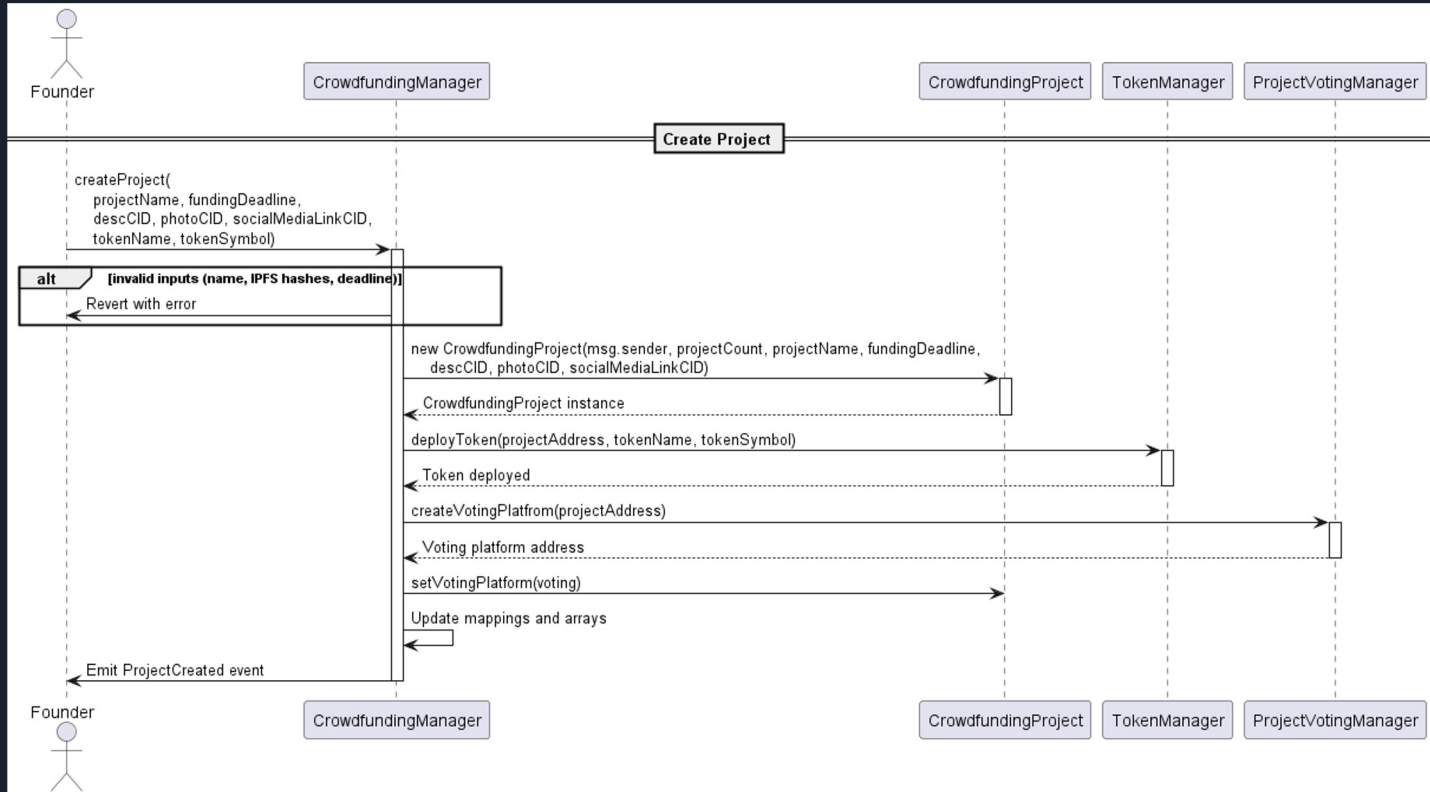 Founder
CrowdfundingManager
CrowdfundingProject
TokenManager
ProjectVotingManager
Create Project
createProject(
projectName, fundingDeadline,
descCID, photoCID, socialMediaLinkCID,
tokenName, tokenSymbol)
alt
[invalid inputs (name, IPFS hashes, deadline)]
Revert with error
new CrowdfundingProject(msg.sender, projectCount, projectName, fundingDeadline,
descCID, photoCID, socialMediaLinkCID)
CrowdfundingProject instance
deployToken(projectAddress, tokenName, tokenSymbol)
Token deployed
createVotingPlatfrom(projectAddress)
Voting platform address
setVotingPlatform(voting)
Update mappings and arrays
Emit ProjectCreated event
Founder
CrowdfundingManager
CrowdfundingProject
TokenManager
ProjectVotingManager